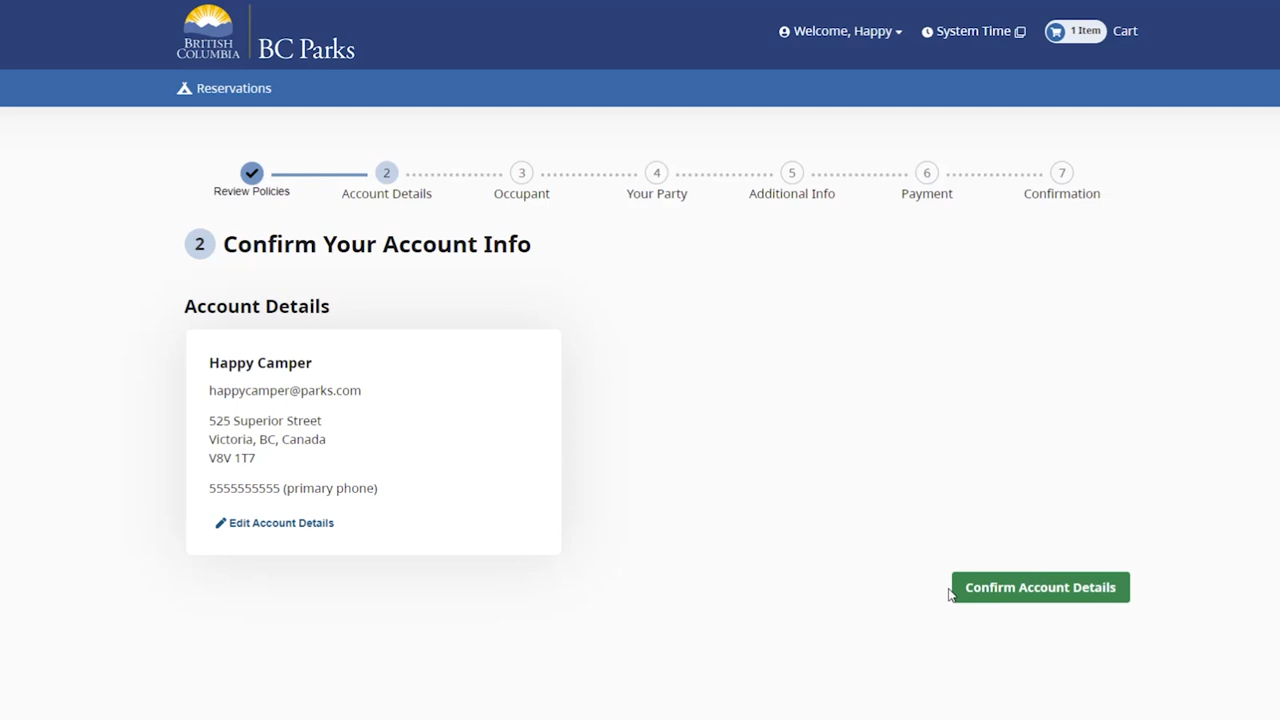 BRITISH
COLUMBIA
BC Parks
Welcome, Happy
System Time
1 Item
Cart
Reservations
2
3
4
5
6
7
Review Policies
Account Details
Occupant
Your Party
Additional Info
Payment
Confirmation
2 Confirm Your Account Info
Account Details
Happy Camper
happycamper@parks.com
525 Superior Street
Victoria, BC, Canada
V8V 1T7
5555555555 (primary phone)
Edit Account Details
Confirm Account Details